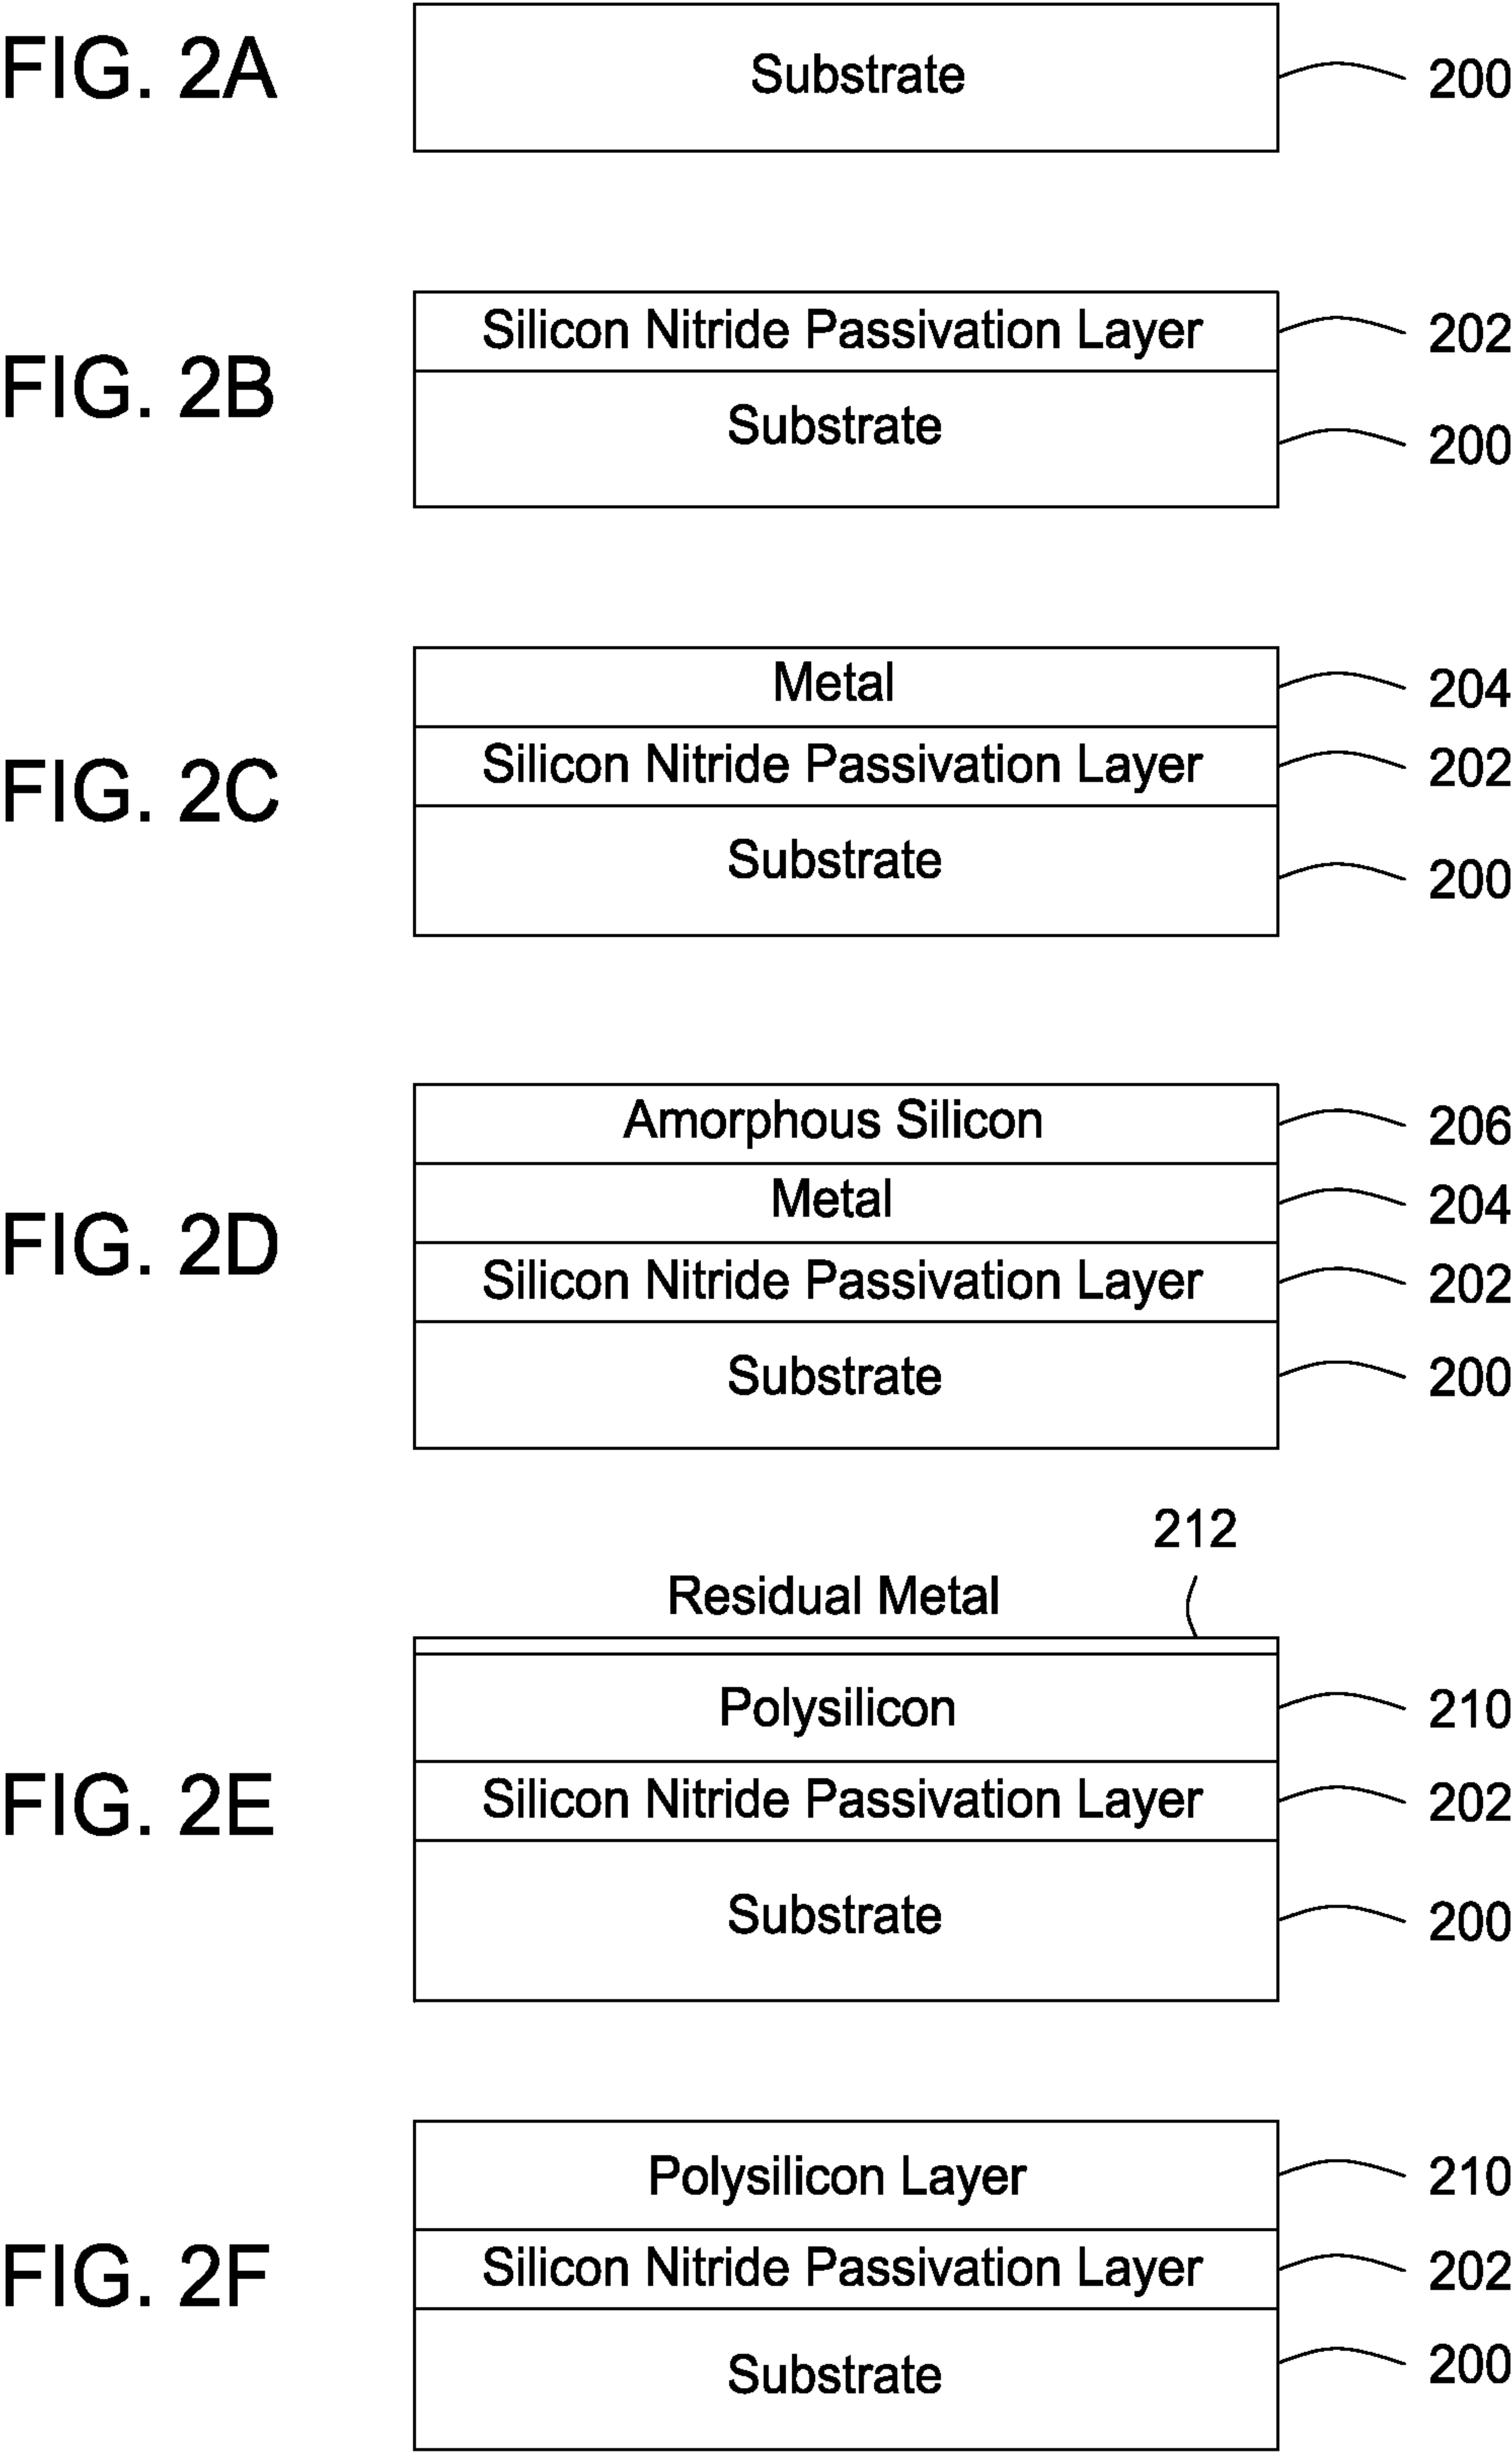 FIG. 2A
Substrate
200
FIG. 2B
Silicon Nitride Passivation Layer
202
Substrate
200
FIG. 2C
Metal
204
Silicon Nitride Passivation Layer
202
Substrate
200
FIG. 2D
Amorphous Silicon
206
Metal
204
Silicon Nitride Passivation Layer
202
Substrate
200
FIG. 2E
212
Residual Metal
Polysilicon
210
Silicon Nitride Passivation Layer
202
Substrate
200
FIG. 2F
Polysilicon Layer
210
Silicon Nitride Passivation Layer
202
Substrate
200